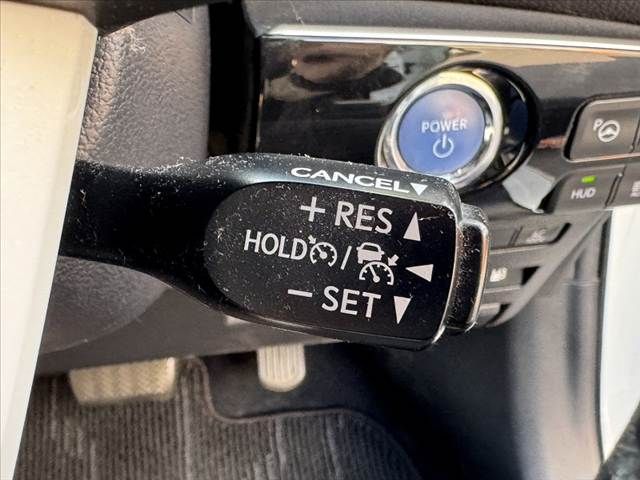 POWER
P
HUD
CANCEL▼
+ RES ▲
HOLD / ◀
− SET ▼